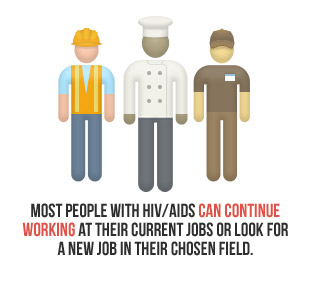 MOST PEOPLE WITH HIV/AIDS CAN CONTINUE
WORKING AT THEIR CURRENT JOBS OR LOOK FOR
A NEW JOB IN THEIR CHOSEN FIELD.